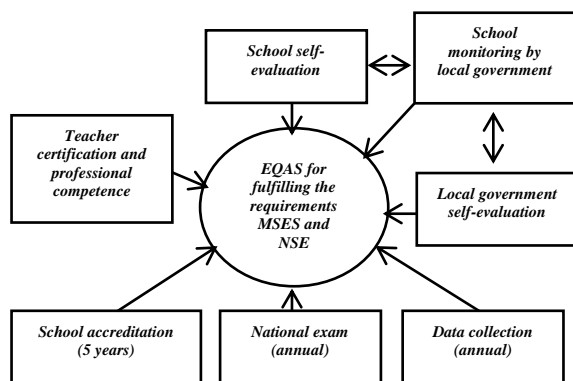 School self-
evaluation
School
monitoring by
local government
Teacher
certification and
professional
competence
EQAS for
fulfilling the
requirements
MSES and
NSE
Local government
self-evaluation
School accreditation
(5 years)
National exam
(annual)
Data collection
(annual)